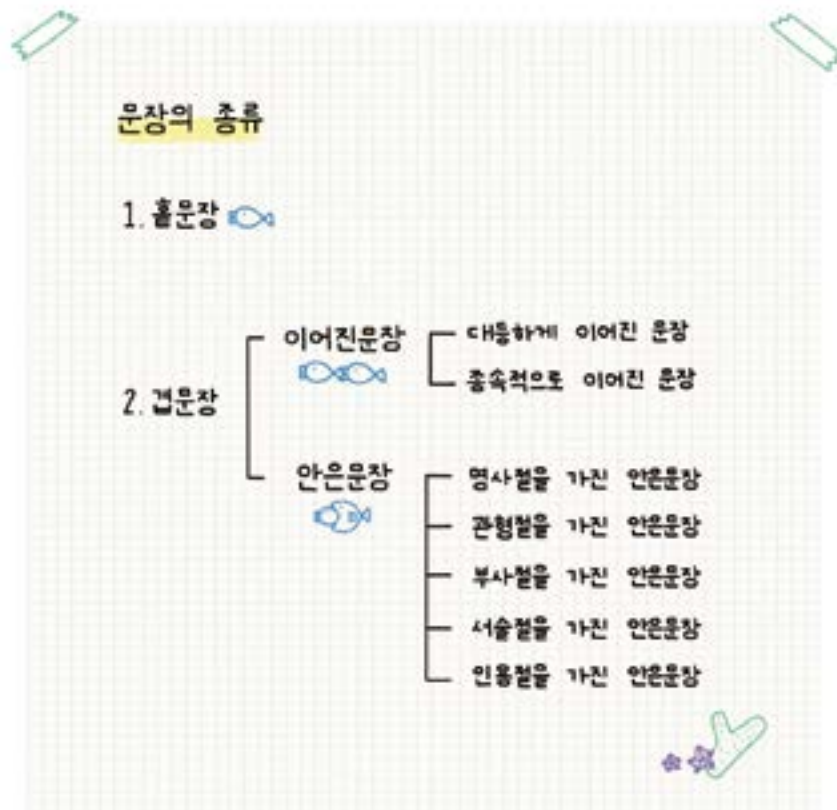 문장의 종류
1. 홑문장
2. 겹문장
이어진문장
대등하게 이어진 문장
종속적으로 이어진 문장
안은문장
명사절을 가진 안은문장
관형절을 가진 안은문장
부사절을 가진 안은문장
서술절을 가진 안은문장
인용절을 가진 안은문장